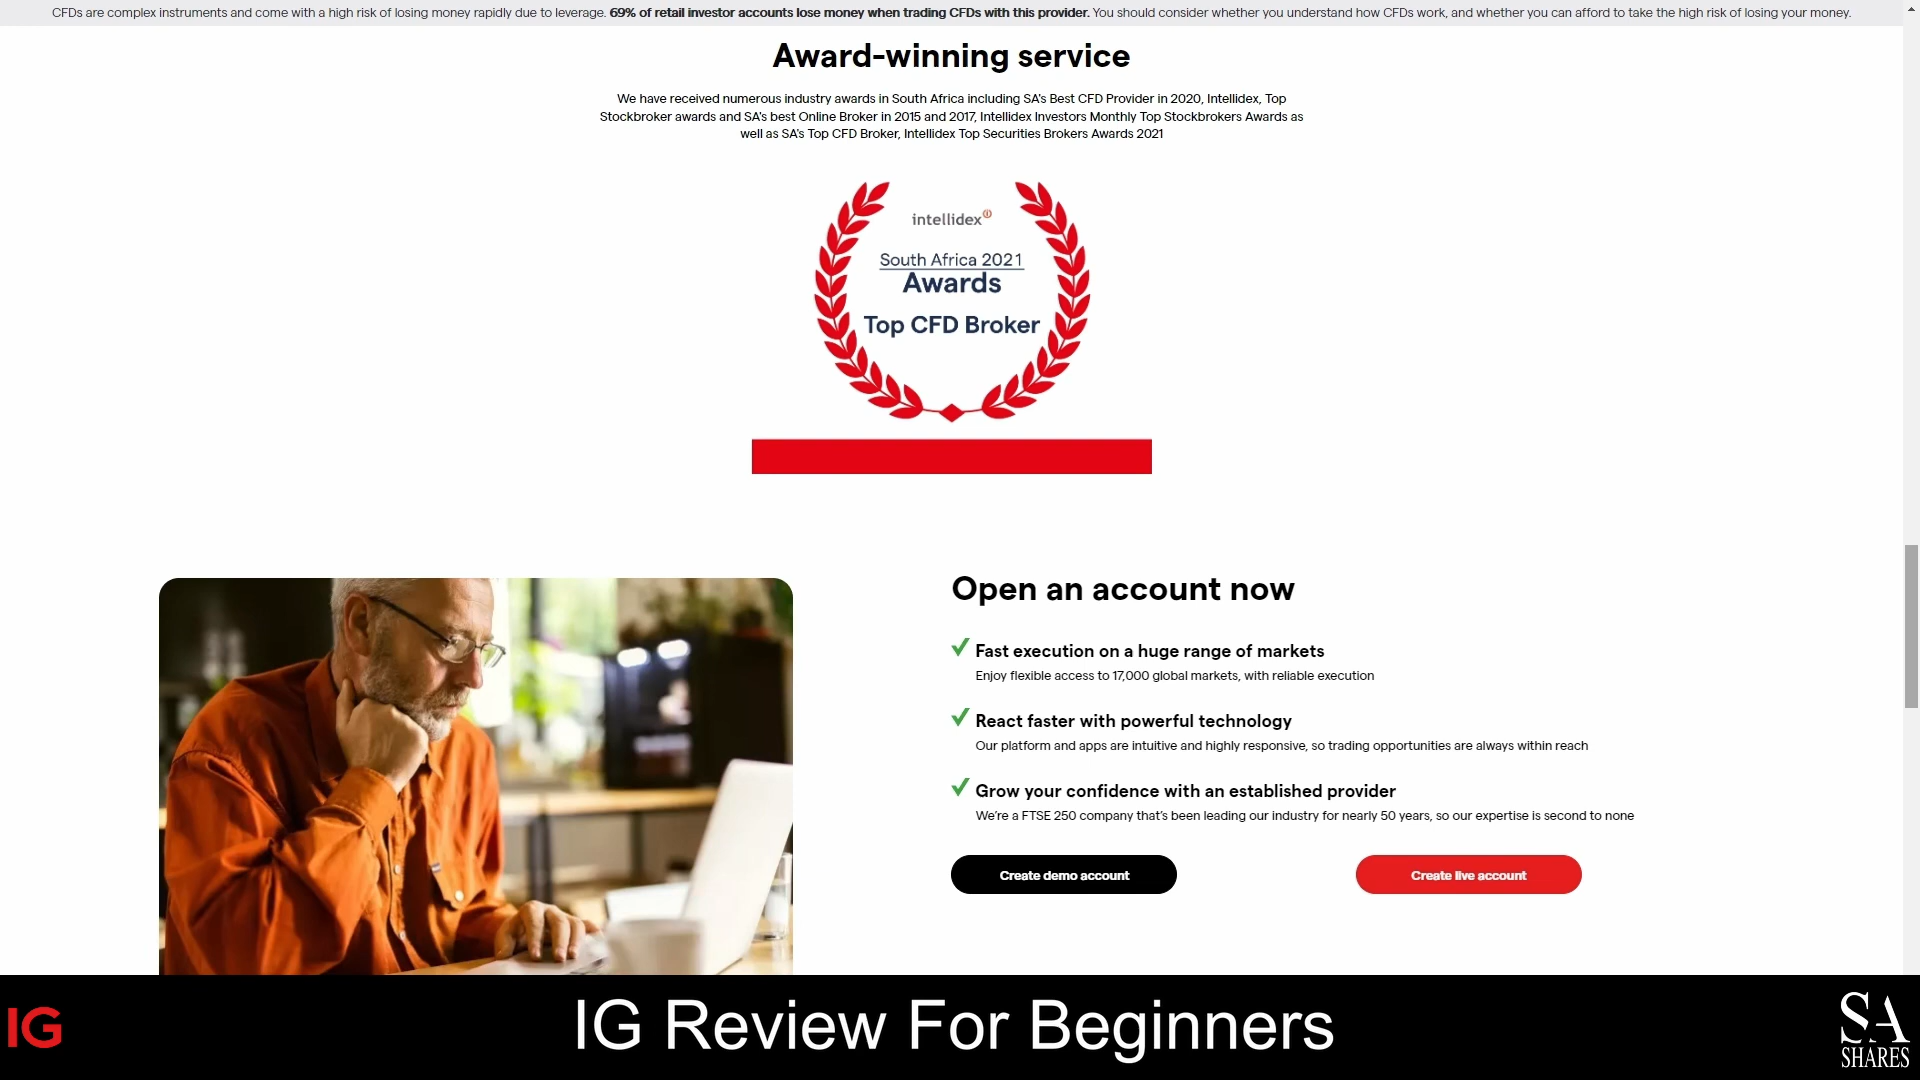 CFDs are complex instruments and come with a high risk of losing money rapidly due to leverage. 69% of retail investor accounts lose money when trading CFDs with this provider. You should consider whether you understand how CFDs work, and whether you can afford to take the high risk of losing your money.
Award-winning service
We have received numerous industry awards in South Africa including SA's Best CFD Provider in 2020, Intellidex, Top
Stockbroker awards and SA's best Online Broker in 2015 and 2017, Intellidex Investors Monthly Top Stockbrokers Awards as
well as SA's Top CFD Broker, Intellidex Top Securities Brokers Awards 2021
intellidex
South Africa 2021
Awards
Top CFD Broker
Open an account now
Fast execution on a huge range of markets
Enjoy flexible access to 17,000 global markets, with reliable execution
React faster with powerful technology
Our platform and apps are intuitive and highly responsive, so trading opportunities are always within reach
Grow your confidence with an established provider
We’re a FTSE 250 company that’s been leading our industry for nearly 50 years, so our expertise is second to none
Create demo account
Create live account
IG
IG Review For Beginners
SA
SHARES